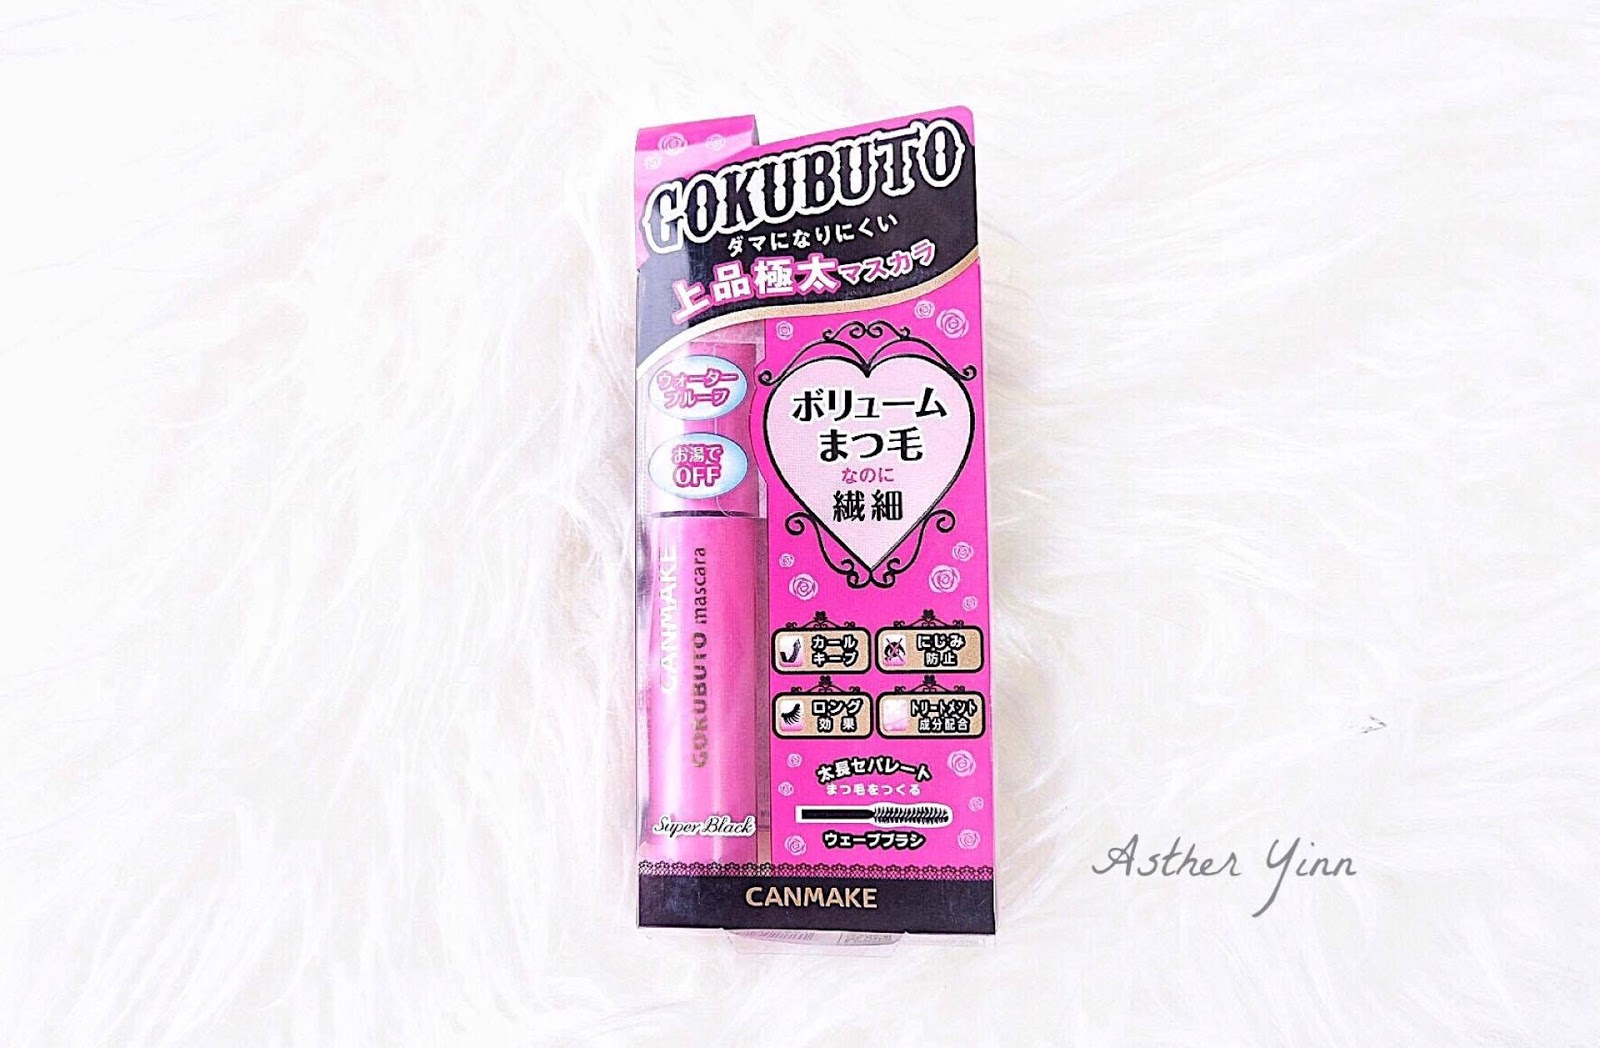 GOKUBUTO
ダマになりにくい
上品極太マスカラ
ウォーター
プルーフ
お湯で
OFF
ボリューム
まつ毛
なのに
繊細
CANMAKE
GOKUBUTO mascara
カール
キープ
にじみ
防止
ロング
効果
トリートメント
成分配合
太長セパレート
まつ毛をつくる
ウェーブブラシ
Super Black
CANMAKE
Asther Yinn